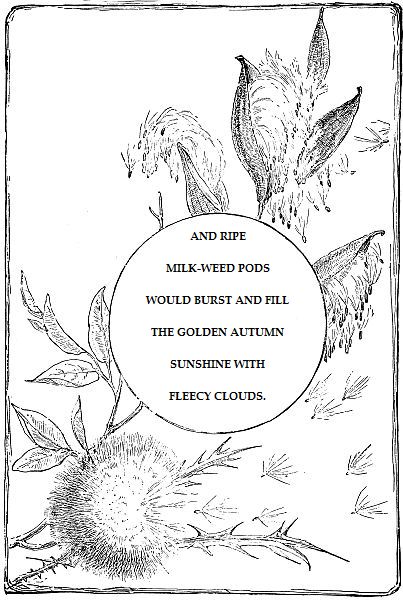 AND RIPE
MILK-WEED PODS
WOULD BURST AND FILL
THE GOLDEN AUTUMN
SUNSHINE WITH
FLEECY CLOUDS.